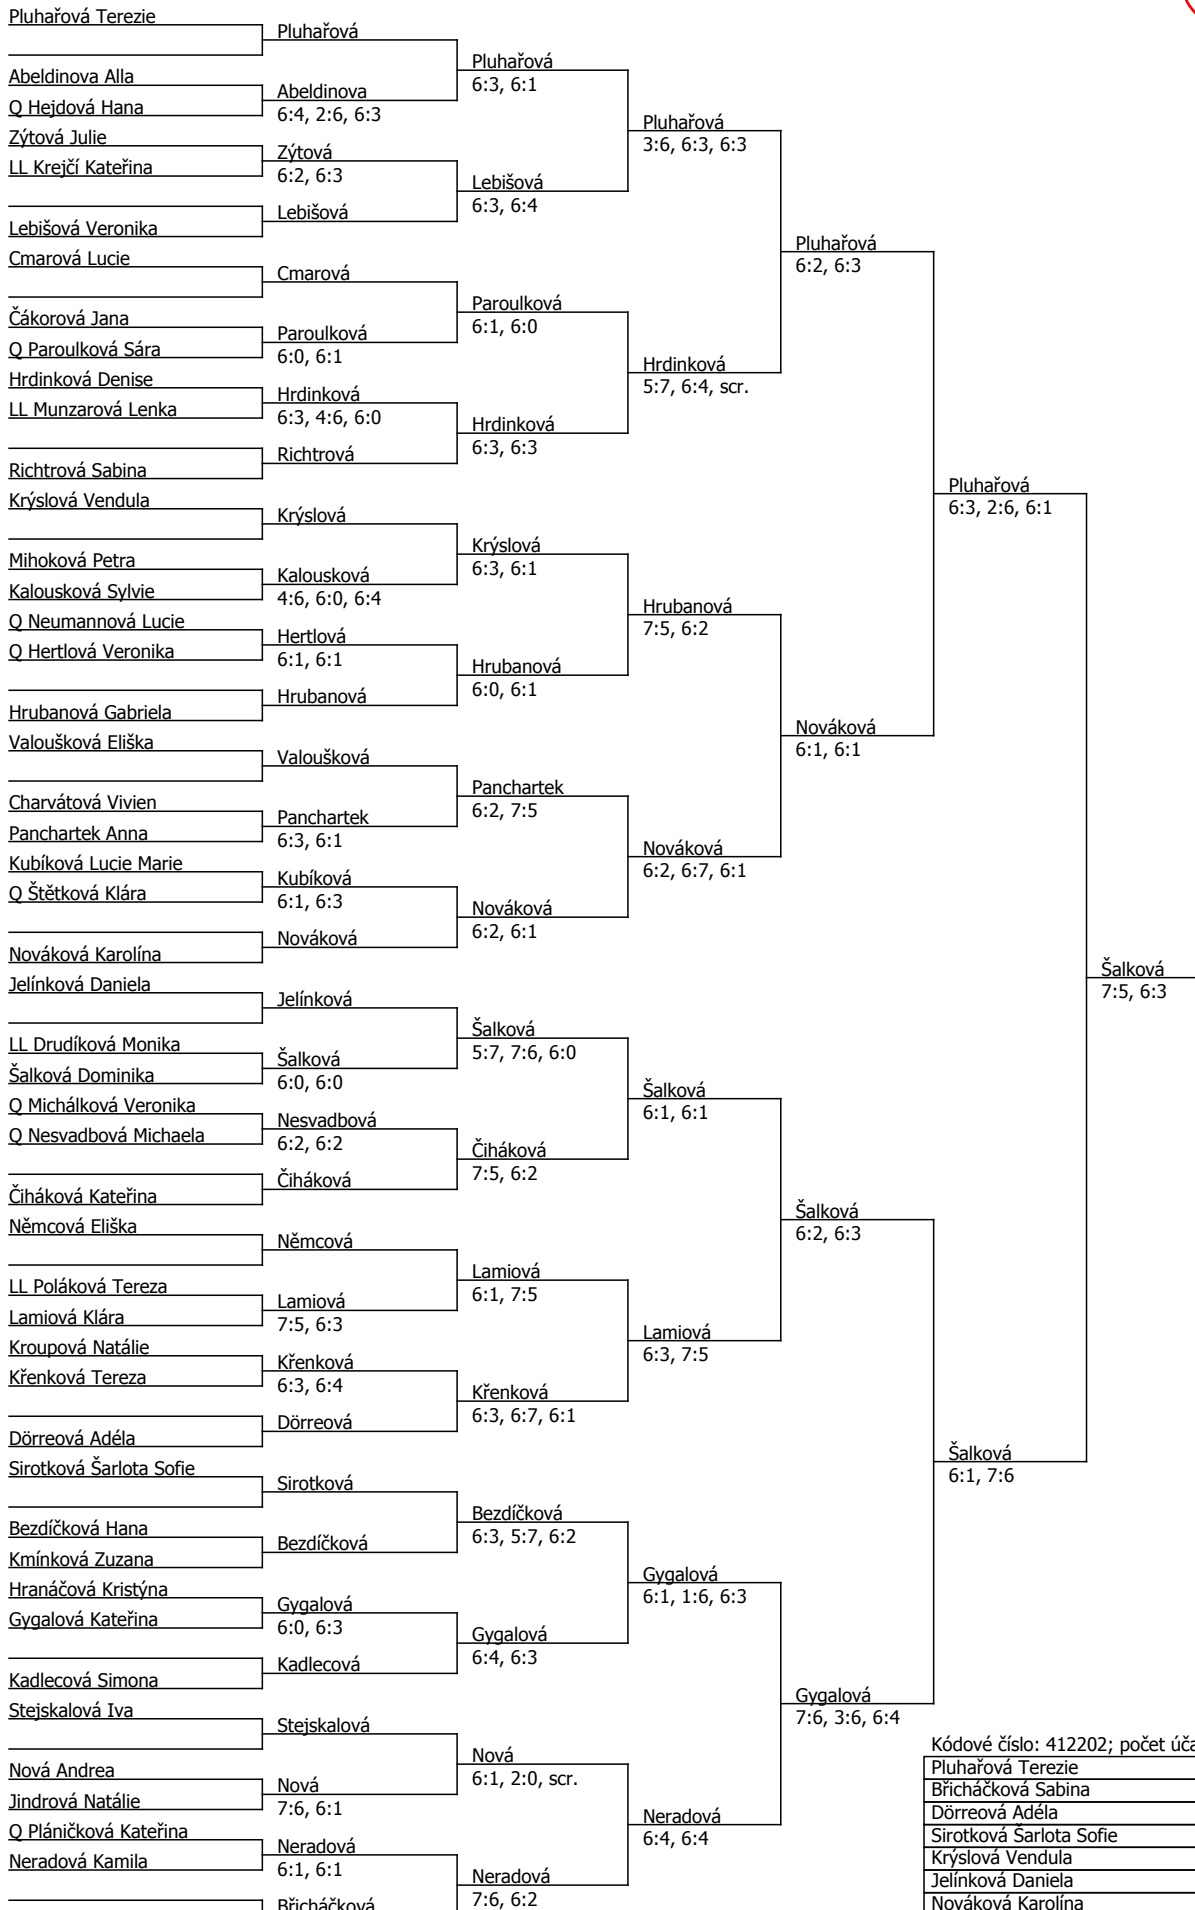 Pluhařová Terezie
Abeldinova Alla
Q Hejdová Hana
Zýtová Julie
LL Krejčí Kateřina
Lebišová Veronika
Cmarová Lucie
Čákorová Jana
Q Paroulková Sára
Hrdinková Denise
LL Munzarová Lenka
Richtrová Sabina
Krýslová Vendula
Mihoková Petra
Kalousková Sylvie
Q Neumannová Lucie
Q Hertlová Veronika
Hrubanová Gabriela
Valoušková Eliška
Charvátová Vivien
Panchartek Anna
Kubíková Lucie Marie
Q Štětková Klára
Nováková Karolína
Jelínková Daniela
LL Drudíková Monika
Šalková Dominika
Q Michálková Veronika
Q Nesvadbová Michaela
Čiháková Kateřina
Němcová Eliška
LL Poláková Tereza
Lamiová Klára
Kroupová Natálie
Křenková Tereza
Dörreová Adéla
Sirotková Šarlota Sofie
Bezdíčková Hana
Kmínková Zuzana
Hranáčová Kristýna
Gygalová Kateřina
Kadlecová Simona
Stejskalová Iva
Nová Andrea
Jindrová Natálie
Q Pláničková Kateřina
Neradová Kamila
Pluhařová
Abeldinova
6:4, 2:6, 6:3
Zýtová
6:2, 6:3
Lebišová
Cmarová
Paroulková
6:0, 6:1
Hrdinková
6:3, 4:6, 6:0
Richtrová
Krýslová
Kalousková
4:6, 6:0, 6:4
Hertlová
6:1, 6:1
Hrubanová
Valoušková
Panchartek
6:3, 6:1
Kubíková
6:1, 6:3
Nováková
Jelínková
Šalková
6:0, 6:0
Nesvadbová
6:2, 6:2
Čiháková
Němcová
Lamiová
7:5, 6:3
Křenková
6:3, 6:4
Dörreová
Sirotková
Bezdíčková
Gygalová
6:0, 6:3
Kadlecová
Stejskalová
Nová
7:6, 6:1
Neradová
6:1, 6:1
Břicháčková
Pluhařová
6:3, 6:1
Lebišová
6:3, 6:4
Paroulková
6:1, 6:0
Hrdinková
6:3, 6:3
Krýslová
6:3, 6:1
Hrubanová
6:0, 6:1
Panchartek
6:2, 7:5
Nováková
6:2, 6:1
Šalková
5:7, 7:6, 6:0
Čiháková
7:5, 6:2
Lamiová
6:1, 7:5
Křenková
6:3, 6:7, 6:1
Bezdíčková
6:3, 5:7, 6:2
Gygalová
6:4, 6:3
Nová
6:1, 2:0, scr.
Neradová
7:6, 6:2
Pluhařová
3:6, 6:3, 6:3
Hrdinková
5:7, 6:4, scr.
Hrubanová
7:5, 6:2
Nováková
6:2, 6:7, 6:1
Šalková
6:1, 6:1
Lamiová
6:3, 7:5
Gygalová
6:1, 1:6, 6:3
Neradová
6:4, 6:4
Pluhařová
6:2, 6:3
Nováková
6:1, 6:1
Šalková
6:2, 6:3
Gygalová
7:6, 3:6, 6:4
Pluhařová
6:3, 2:6, 6:1
Šalková
6:1, 7:6
Šalková
7:5, 6:3
Kódové číslo: 412202; počet úča
Pluhařová Terezie
Břicháčková Sabina
Dörreová Adéla
Sirotková Šarlota Sofie
Krýslová Vendula
Jelínková Daniela
Nováková Karolína